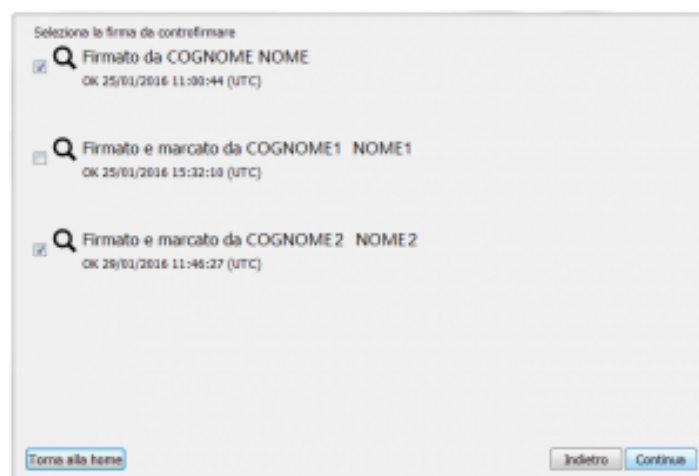 Seleziona la firma da controfirmare
Firmato da COGNOME NOME
OK 25/01/2016 11:00:44 (UTC)
Firmato e marcato da COGNOME1 NOME1
OK 25/01/2016 15:32:10 (UTC)
Firmato e marcato da COGNOME2 NOME2
OK 29/01/2016 11:46:27 (UTC)
Torna alla home
Indietro
Continua